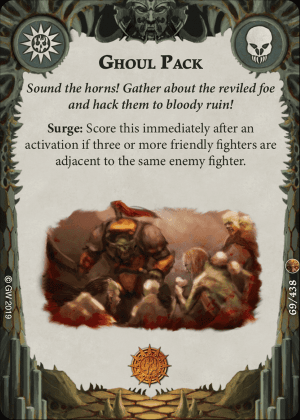 Ghoul Pack
Sound the horns! Gather about the reviled foe
and hack them to bloody ruin!
Surge: Score this immediately after an
activation if three or more friendly fighters are
adjacent to the same enemy fighter.
© GW 2019
69/438